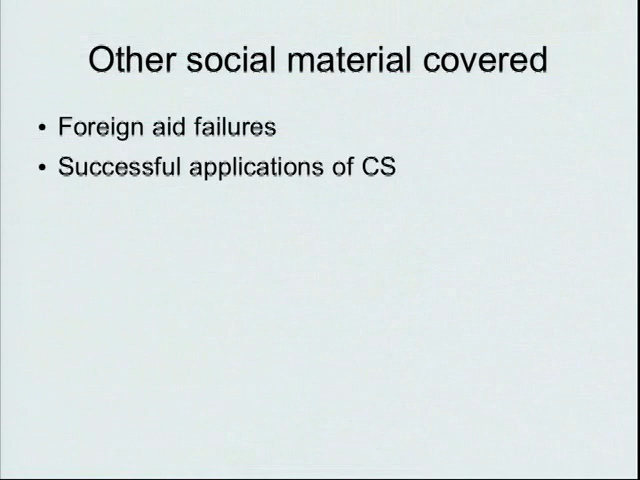 Other social material covered
• Foreign aid failures
• Successful applications of CS